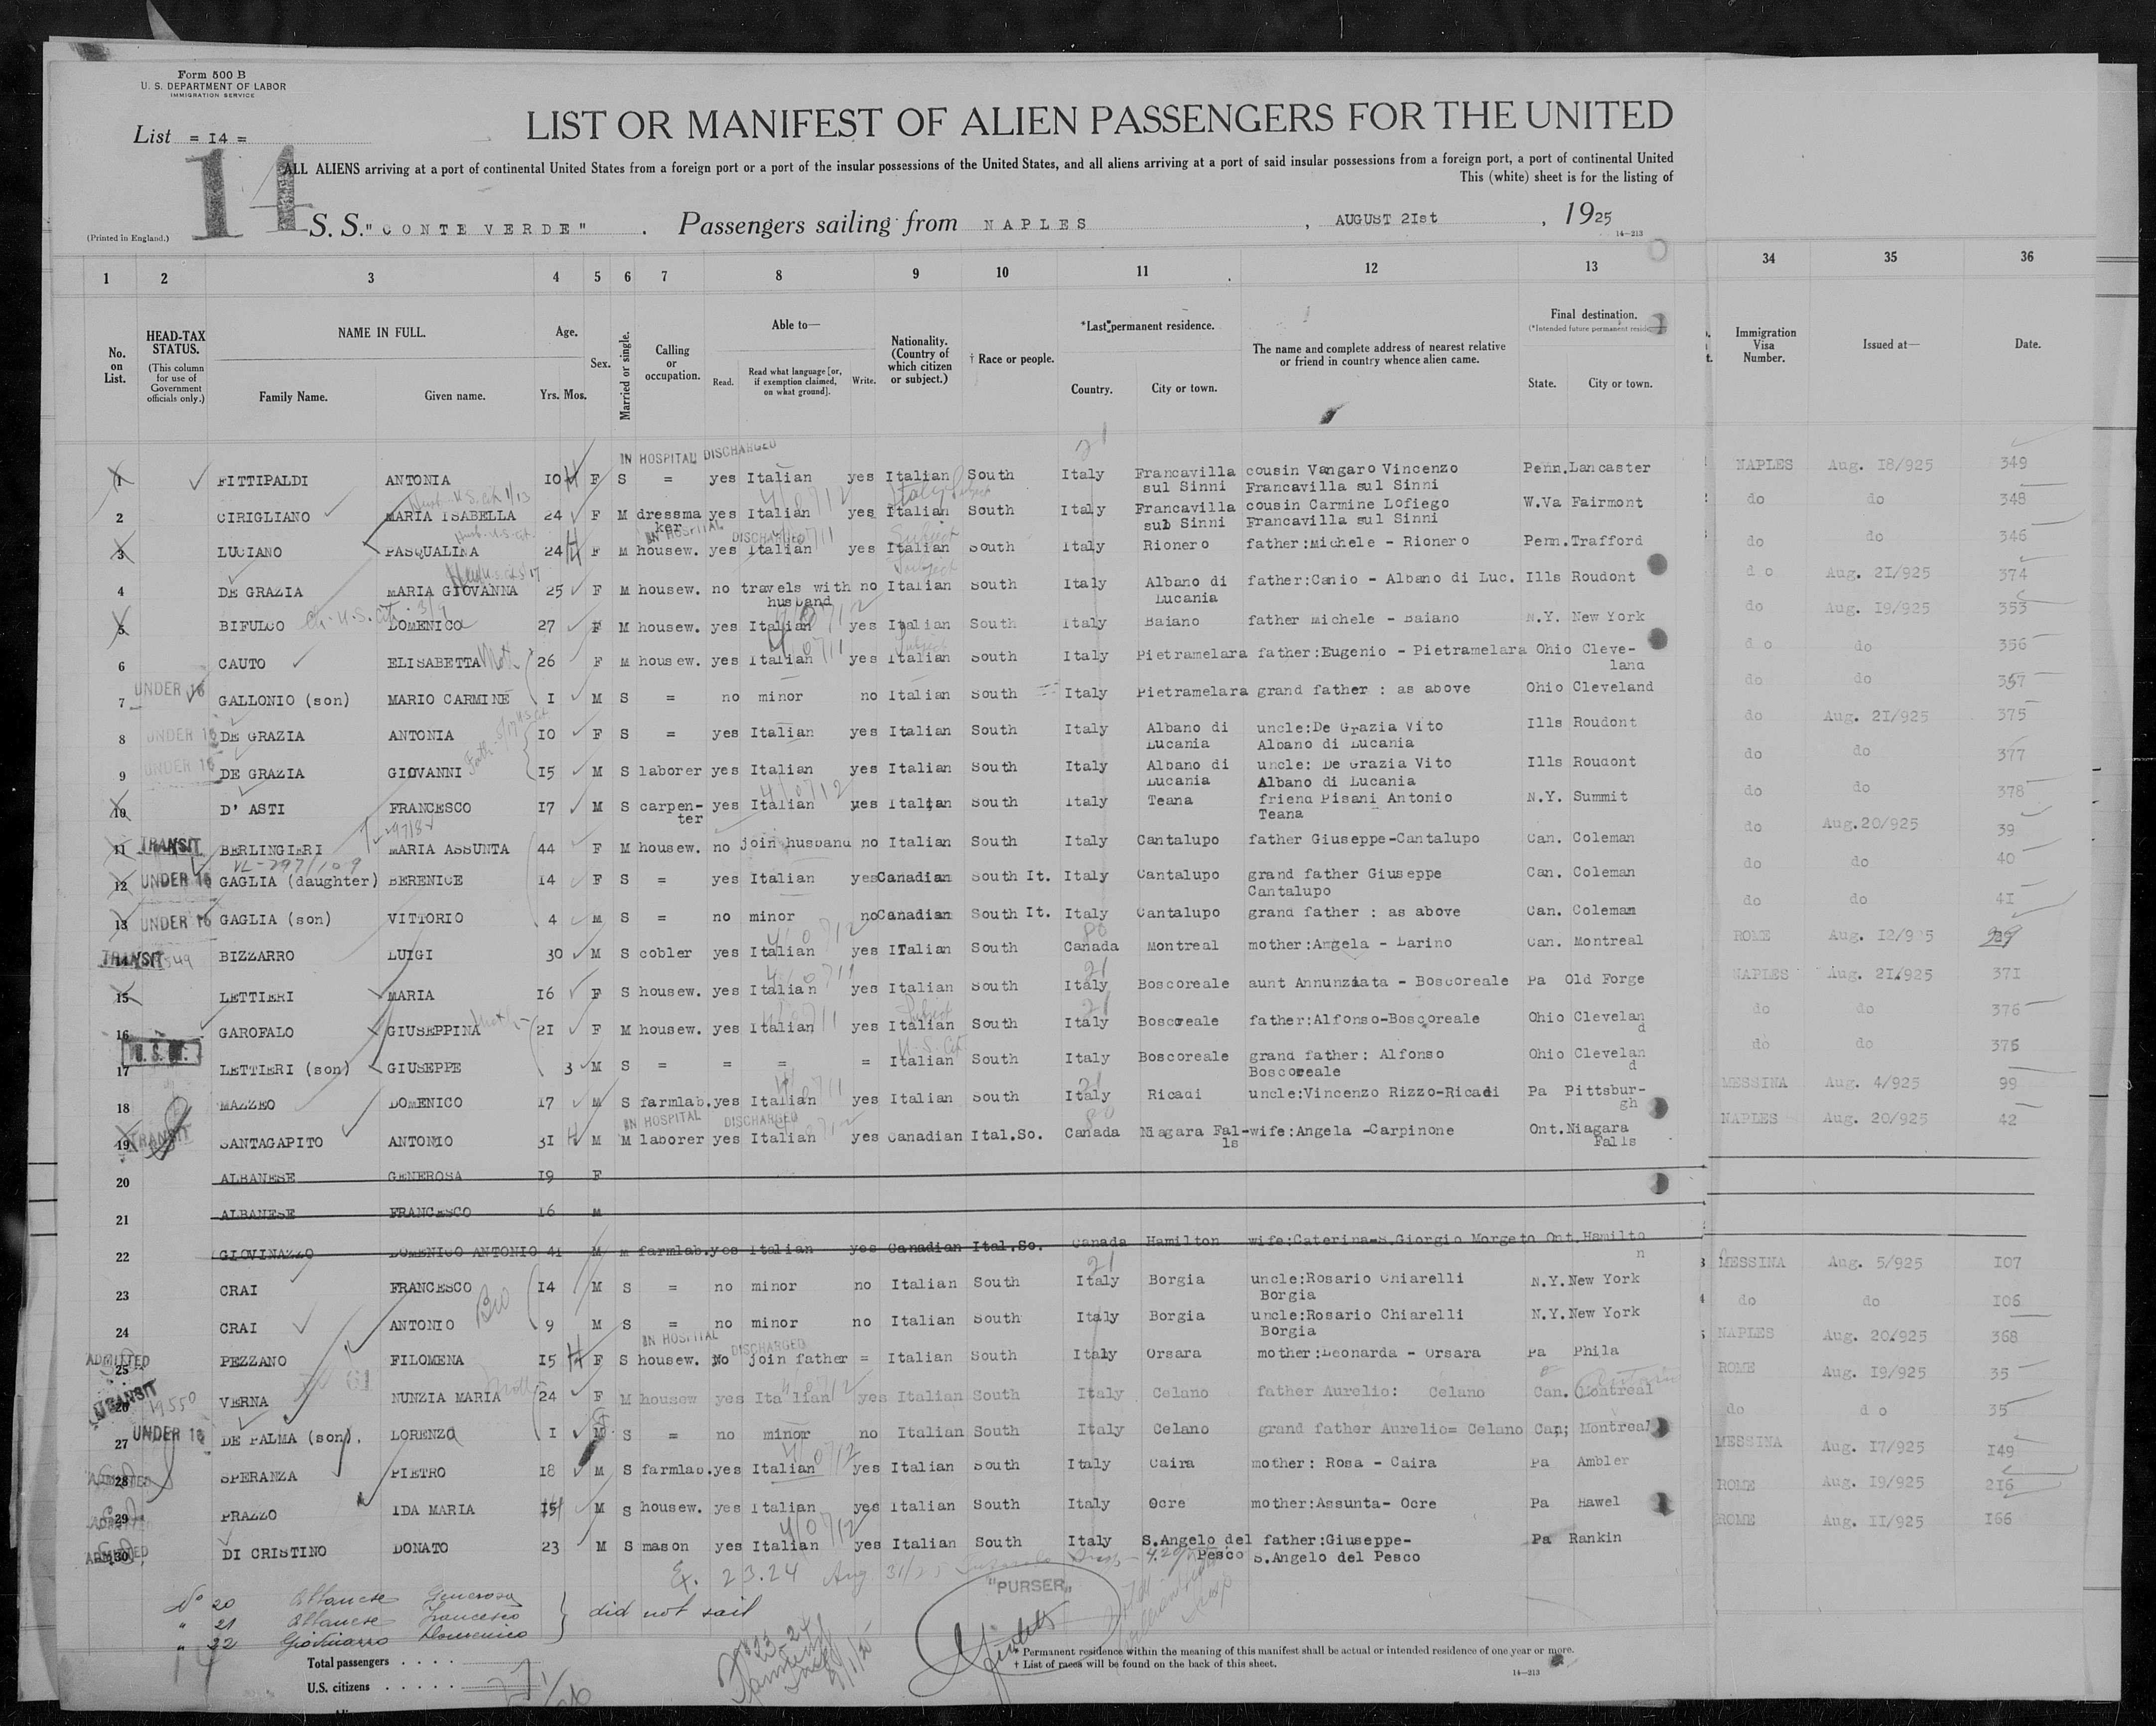 Form 500 B
U. S. DEPARTMENT OF LABOR
IMMIGRATION SERVICE
List = 14 =
14
LIST OR MANIFEST OF ALIEN PASSENGERS FOR THE UNITED
ALL ALIENS arriving at a port of continental United States from a foreign port or a port of the insular possessions of the United States, and all aliens arriving at a port of said insular possessions from a foreign port, a port of continental United
This (white) sheet is for the listing of
(Printed in England.)
S. S. "CONTE VERDE" . Passengers sailing from NAPLES , AUGUST 21st , 1925
14-213
1 2 3 4 5 6 7 8 9 10 11 12 13 34 35 36
No. on List.
HEAD-TAX STATUS. (This column for use of Government officials only.)
NAME IN FULL. Family Name. Given name.
Age. Yrs. Mos.
Sex.
Married or single.
Calling or occupation.
Able to— Read. Read what language [or, if exemption claimed, on what ground]. Write.
Nationality. (Country of which citizen or subject.)
† Race or people.
*Last permanent residence. Country. City or town.
The name and complete address of nearest relative or friend in country whence alien came.
Final destination. (*Intended future permanent State. City or town.
Immigration Visa Number. Issued at— Date.
IN HOSPITAL DISCHARGED
1 FITTIPALDI ANTONIA 10 F S = yes Italian yes Italian South Italy Francavilla sul Sinni cousin Vangaro Vincenzo Francavilla sul Sinni Penn. Lancaster NAPLES Aug. 18/925 349
2 CIRIGLIANO MARIA ISABELLA 24 F M dressmaker yes Italian yes Italian South Italy Francavilla sul Sinni cousin Carmine Lofiego Francavilla sul Sinni W.Va Fairmont do do 348
IN HOSPITAL DISCHARGED
3 LUCIANO PASQUALINA 24 F M housew. yes Italian yes Italian South Italy Rionero father:Michele - Rionero Penn. Trafford do do 346
4 DE GRAZIA MARIA GIOVANNA 25 F M housew. no travels with husband no Italian South Italy Albano di Lucania father:Canio - Albano di Luc. Ills Roudont do Aug. 21/925 374
5 BIFULCO DOMENICA 27 F M housew. yes Italian yes Italian South Italy Baiano father Michele - Baiano N.Y. New York do Aug. 19/925 353
6 CAUTO ELISABETTA 26 F M housew. yes Italian yes Italian South Italy Pietramelara father:Eugenio - Pietramelara Ohio Cleveland do do 356
UNDER 16
7 GALLONIO (son) MARIO CARMINE 1 M S = no minor no Italian South Italy Pietramelara grand father : as above Ohio Cleveland do do 357
8 UNDER 16 DE GRAZIA ANTONIA 10 F S = yes Italian yes Italian South Italy Albano di Lucania uncle:De Grazia Vito Albano di Lucania Ills Roudont do Aug. 21/925 375
9 UNDER 16 DE GRAZIA GIOVANNI 15 M S laborer yes Italian yes Italian South Italy Albano di Lucania uncle: De Grazia Vito Albano di Lucania Ills Roudont do do 377
10 D' ASTI FRANCESCO 17 M S carpenter yes Italian yes Italian South Italy Teana friend Pisani Antonio Teana N.Y. Summit do do 378
11 TRANSIT BERLINGIERI MARIA ASSUNTA 44 F M housew. no join husband no Italian South Italy Cantalupo father Giuseppe-Cantalupo Can. Coleman do Aug.20/925 39
12 UNDER 16 GAGLIA (daughter) BERENICE 14 F S = yes Italian yes Canadian South It. Italy Cantalupo grand father Giuseppe Cantalupo Can. Coleman do do 40
13 UNDER 16 GAGLIA (son) VITTORIO 4 M S = no minor no Canadian South It. Italy Cantalupo grand father : as above Can. Coleman do do 41
14 TRANSIT BIZZARRO LUIGI 30 M S cobler yes Italian yes Italian South Canada Montreal mother:Angela - Larino Can. Montreal ROME Aug. 12/925
15 LETTIERI MARIA 16 F S housew. yes Italian yes Italian South Italy Boscoreale aunt Annunziata - Boscoreale Pa Old Forge NAPLES Aug. 21/925 371
16 GAROFALO GIUSEPPINA 21 F M housew. yes Italian yes Italian South Italy Boscoreale father:Alfonso-Boscoreale Ohio Cleveland do do 376
17 LETTIERI (son) GIUSEPPE 3 M S = = = = Italian South Italy Boscoreale grand father: Alfonso Boscoreale Ohio Cleveland do do 376
18 MAZZEO DOMENICO 17 M S farmlab. yes Italian yes Italian South Italy Ricadi uncle:Vincenzo Rizzo-Ricadi Pa Pittsburgh MESSINA Aug. 4/925 99
IN HOSPITAL DISCHARGED
19 TRANSIT SANTAGAPITO ANTONIO 31 M M laborer yes Italian yes Canadian Ital.So. Canada Niagara Falls wife:Angela -Carpinone Ont. Niagara Falls NAPLES Aug. 20/925 42
20 ALBANESE GENEROSA 19 F
21 ALBANESE FRANCESCO 16 M
22 GIOVINAZZO DOMENICO ANTONIO 41 M M farmlab. yes Italian yes Canadian Ital.So. Canada Hamilton wife:Caterina-S.Giorgio Morgeto Ont. Hamilton
23 CRAI FRANCESCO 14 M S = no minor no Italian South Italy Borgia uncle:Rosario Chiarelli Borgia N.Y. New York MESSINA Aug. 5/925 107
24 CRAI ANTONIO 9 M S = no minor no Italian South Italy Borgia uncle:Rosario Chiarelli Borgia N.Y. New York do do 106
IN HOSPITAL DISCHARGED
25 ADMITTED PEZZANO FILOMENA 15 F S housew. No join father = Italian South Italy Orsara mother:Leonarda - Orsara Pa Phila NAPLES Aug. 20/925 368
26 TRANSIT VERNA NUNZIA MARIA 24 F M housew yes Italian yes Italian South Italy Celano father Aurelio: Celano Can. Montreal ROME Aug. 19/925 35
27 UNDER 16 DE PALMA (son). LORENZO 1 M S = no minor no Italian South Italy Celano grand father Aurelio= Celano Can; Montreal do do 35
28 ADMITTED SPERANZA PIETRO 18 M S farmlab. yes Italian yes Italian South Italy Caira mother: Rosa - Caira Pa Ambler MESSINA Aug. 17/925 149
29 ADMITTED PRAZZO IDA MARIA 15 M S housew. yes Italian yes Italian South Italy Ocre mother:Assunta- Ocre Pa Hawel ROME Aug. 19/925 216
30 ADMITTED DI CRISTINO DONATO 23 M S mason yes Italian yes Italian South Italy S.Angelo del Pesco father:Giuseppe- S.Angelo del Pesco Pa Rankin ROME Aug. 11/925 166
Nº 20 Albanese Generosa
" 21 Albanese Francesco
" 22 Giovinazzo Domenico
did not sail
"PURSER"
Total passengers . . . .
U.S. citizens . . . . .
* Permanent residence within the meaning of this manifest shall be actual or intended residence of one year or more.
† List of races will be found on the back of this sheet.
14-213